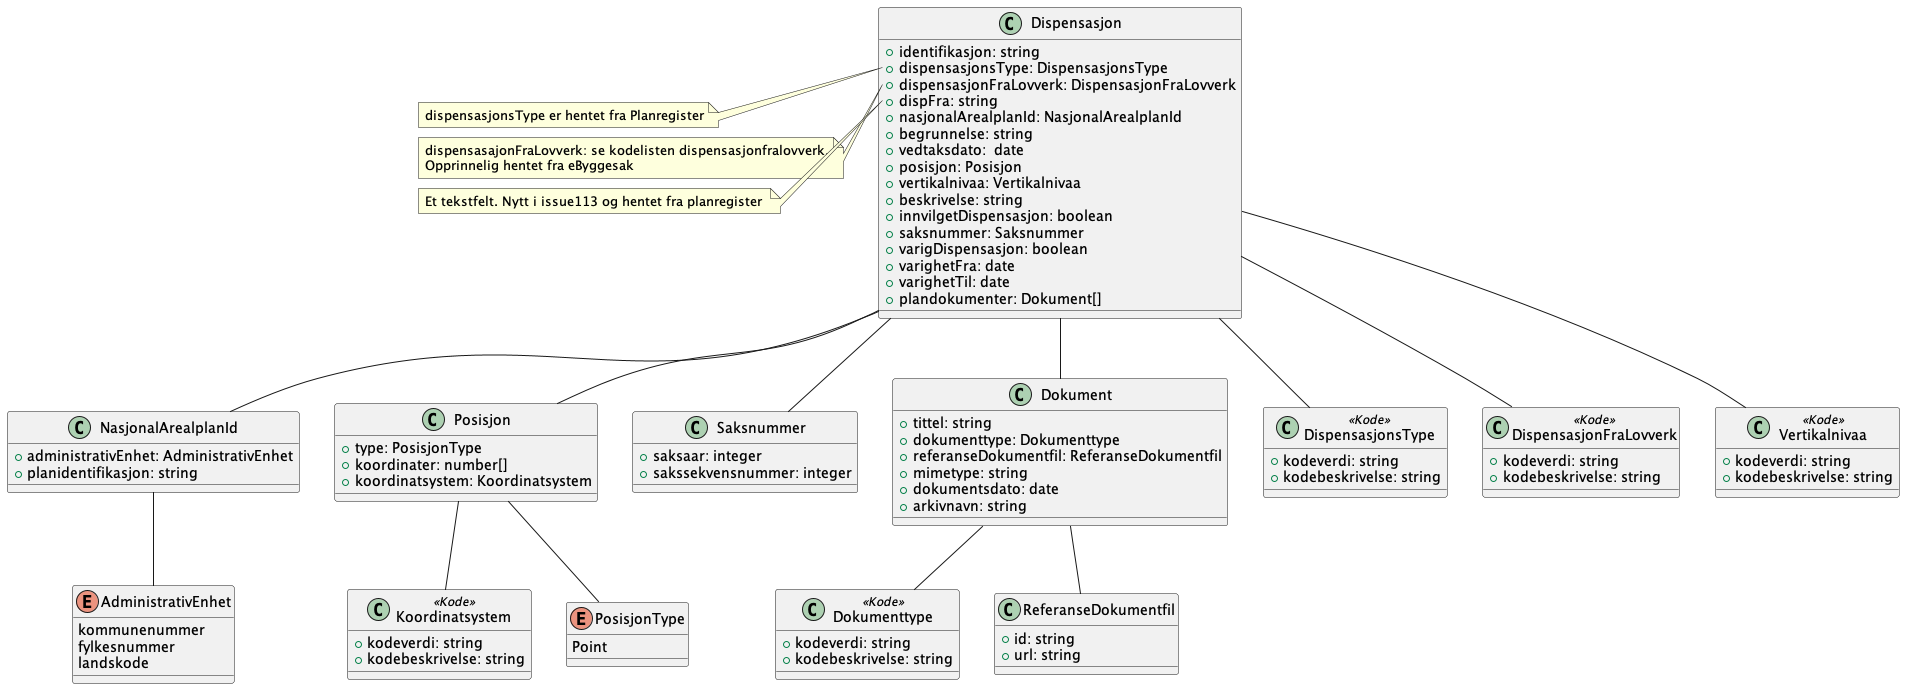 C Dispensasjon
identifikasjon: string
dispensasjonsType: DispensasjonsType
dispensasjonFraLovverk: DispensasjonFraLovverk
dispFra: string
nasjonalArealplanId: NasjonalArealplanId
begrunnelse: string
vedtaksdato:  date
posisjon: Posisjon
vertikalnivaa: Vertikalnivaa
beskrivelse: string
innvilgetDispensasjon: boolean
saksnummer: Saksnummer
varigDispensasjon: boolean
varighetFra: date
varighetTil: date
plandokumenter: Dokument[]
dispensasjonsType er hentet fra Planregister
dispensasajonFraLovverk: se kodelisten dispensasjonfralovverk
Opprinnelig hentet fra eByggesak
Et tekstfelt. Nytt i issue113 og hentet fra planregister
C NasjonalArealplanId
administrativEnhet: AdministrativEnhet
planidentifikasjon: string
C Posisjon
type: PosisjonType
koordinater: number[]
koordinatsystem: Koordinatsystem
C Saksnummer
saksaar: integer
sakssekvensnummer: integer
C Dokument
tittel: string
dokumenttype: Dokumenttype
referanseDokumentfil: ReferanseDokumentfil
mimetype: string
dokumentsdato: date
arkivnavn: string
«Kode»
C DispensasjonsType
kodeverdi: string
kodebeskrivelse: string
«Kode»
C DispensasjonFraLovverk
kodeverdi: string
kodebeskrivelse: string
«Kode»
C Vertikalnivaa
kodeverdi: string
kodebeskrivelse: string
E AdministrativEnhet
kommunenummer
fylkesnummer
landskode
«Kode»
C Koordinatsystem
kodeverdi: string
kodebeskrivelse: string
E PosisjonType
Point
«Kode»
C Dokumenttype
kodeverdi: string
kodebeskrivelse: string
C ReferanseDokumentfil
id: string
url: string